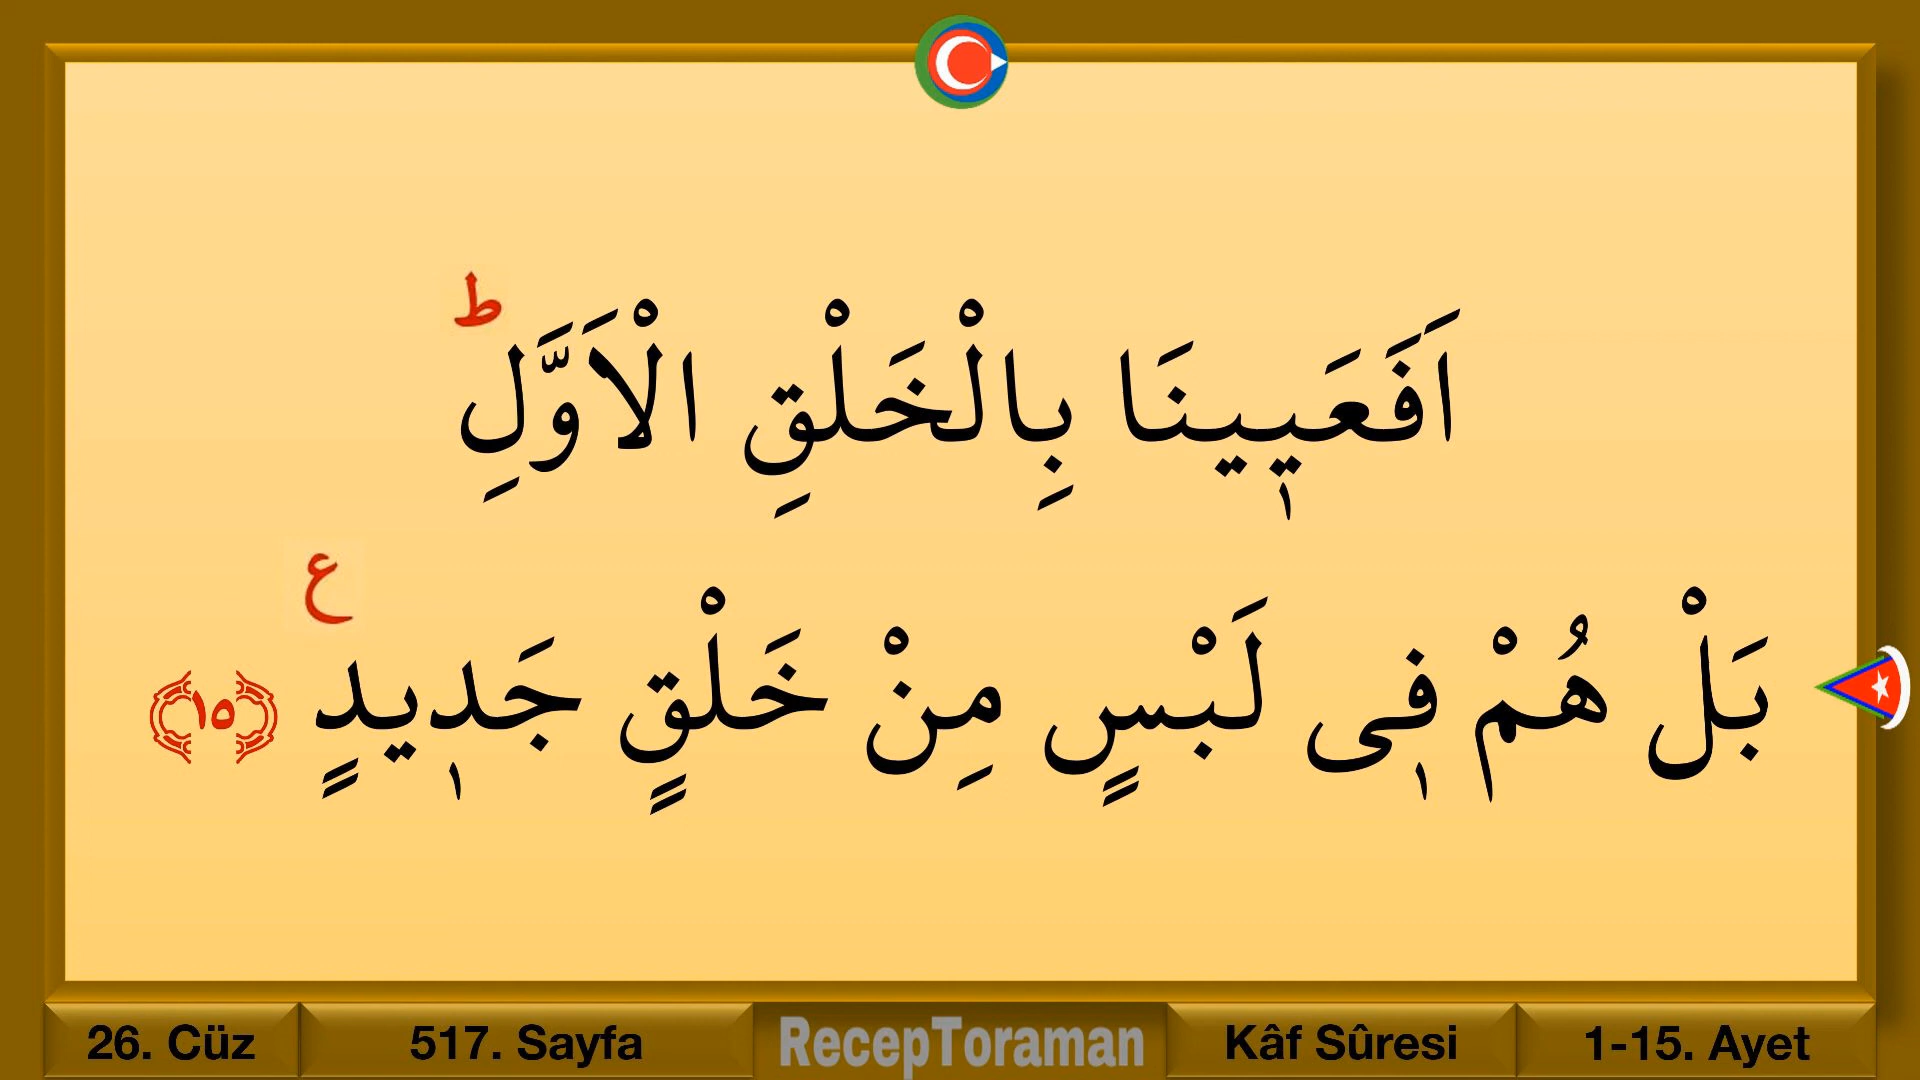 اَفَعَيٖينَا بِالْخَلْقِ الْاَوَّلِ ط
بَلْ هُمْ فٖى لَبْسٍ مِنْ خَلْقٍ جَدٖيدٍ ع ﴿١٥﴾
26. Cüz 517. Sayfa RecepToraman Kâf Sûresi 1-15. Ayet